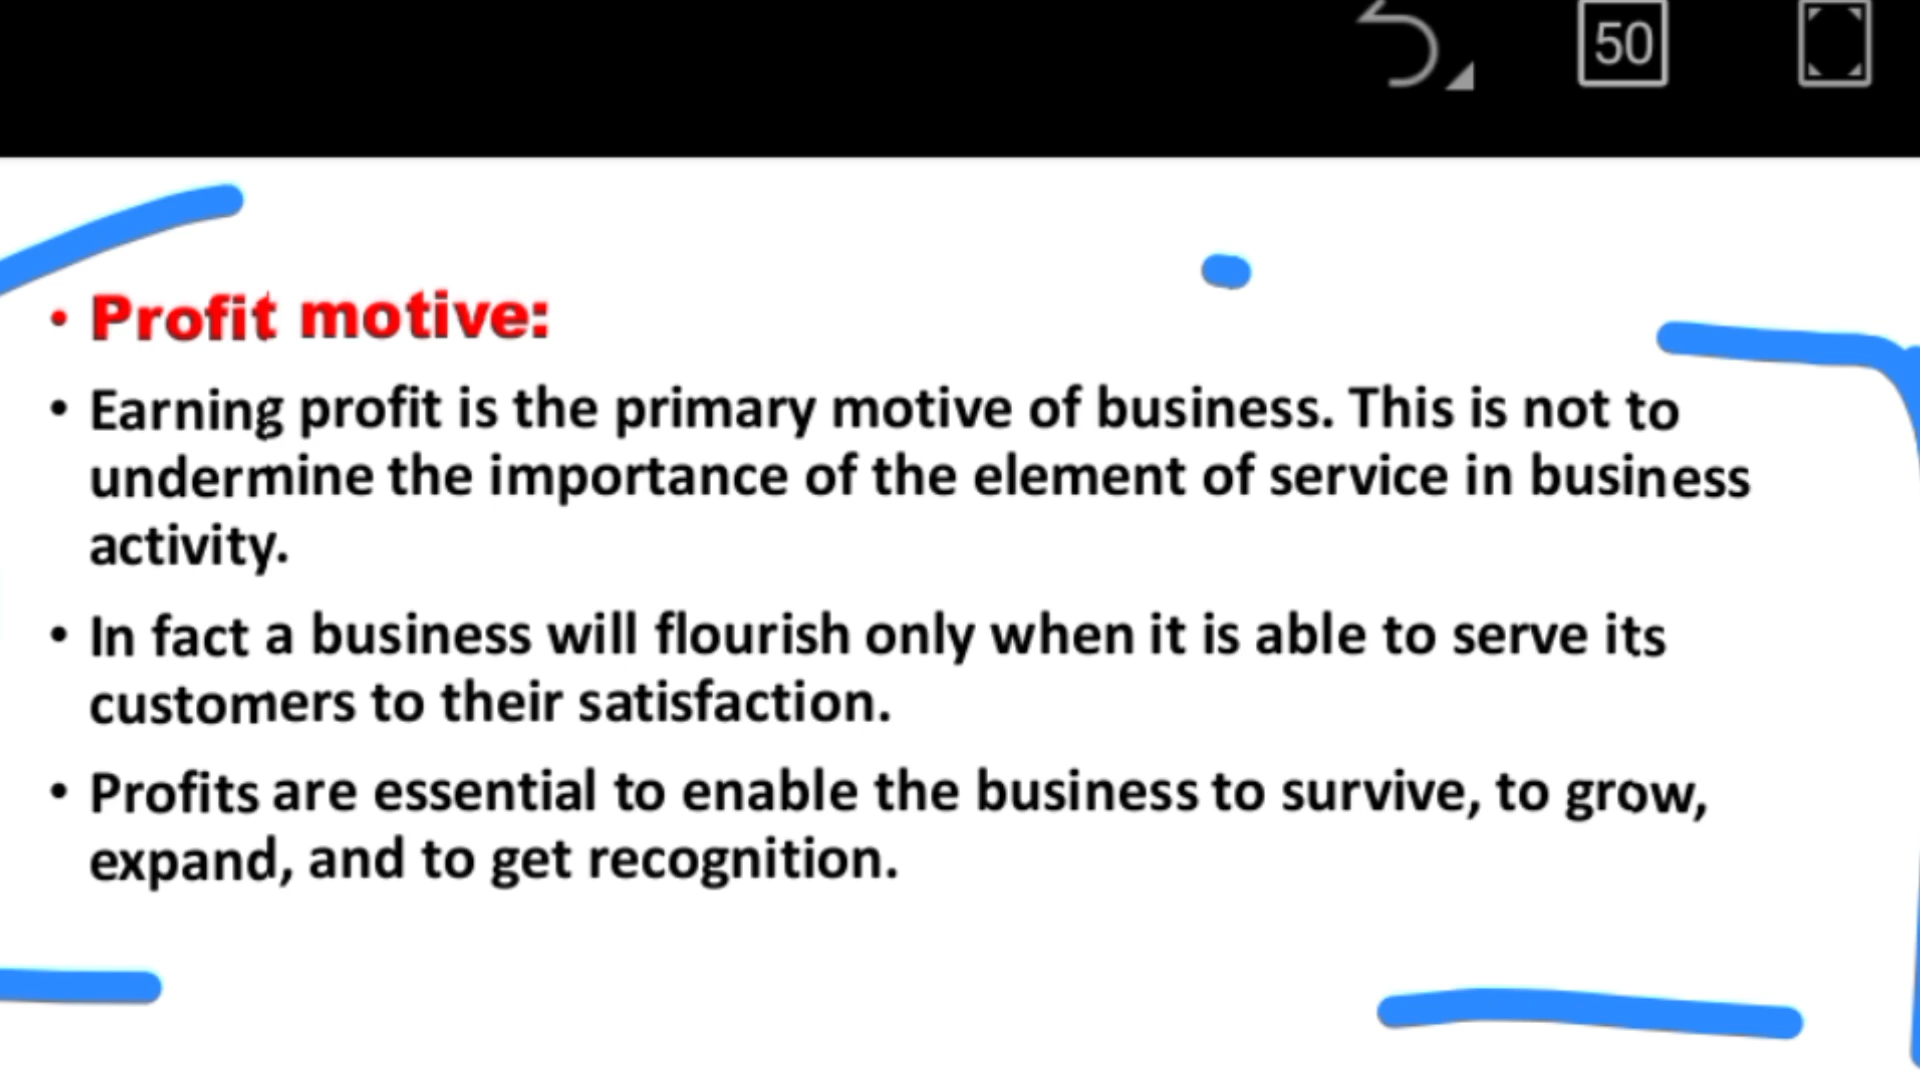 50
• Profit motive:
• Earning profit is the primary motive of business. This is not to
undermine the importance of the element of service in business
activity.
• In fact a business will flourish only when it is able to serve its
customers to their satisfaction.
• Profits are essential to enable the business to survive, to grow,
expand, and to get recognition.